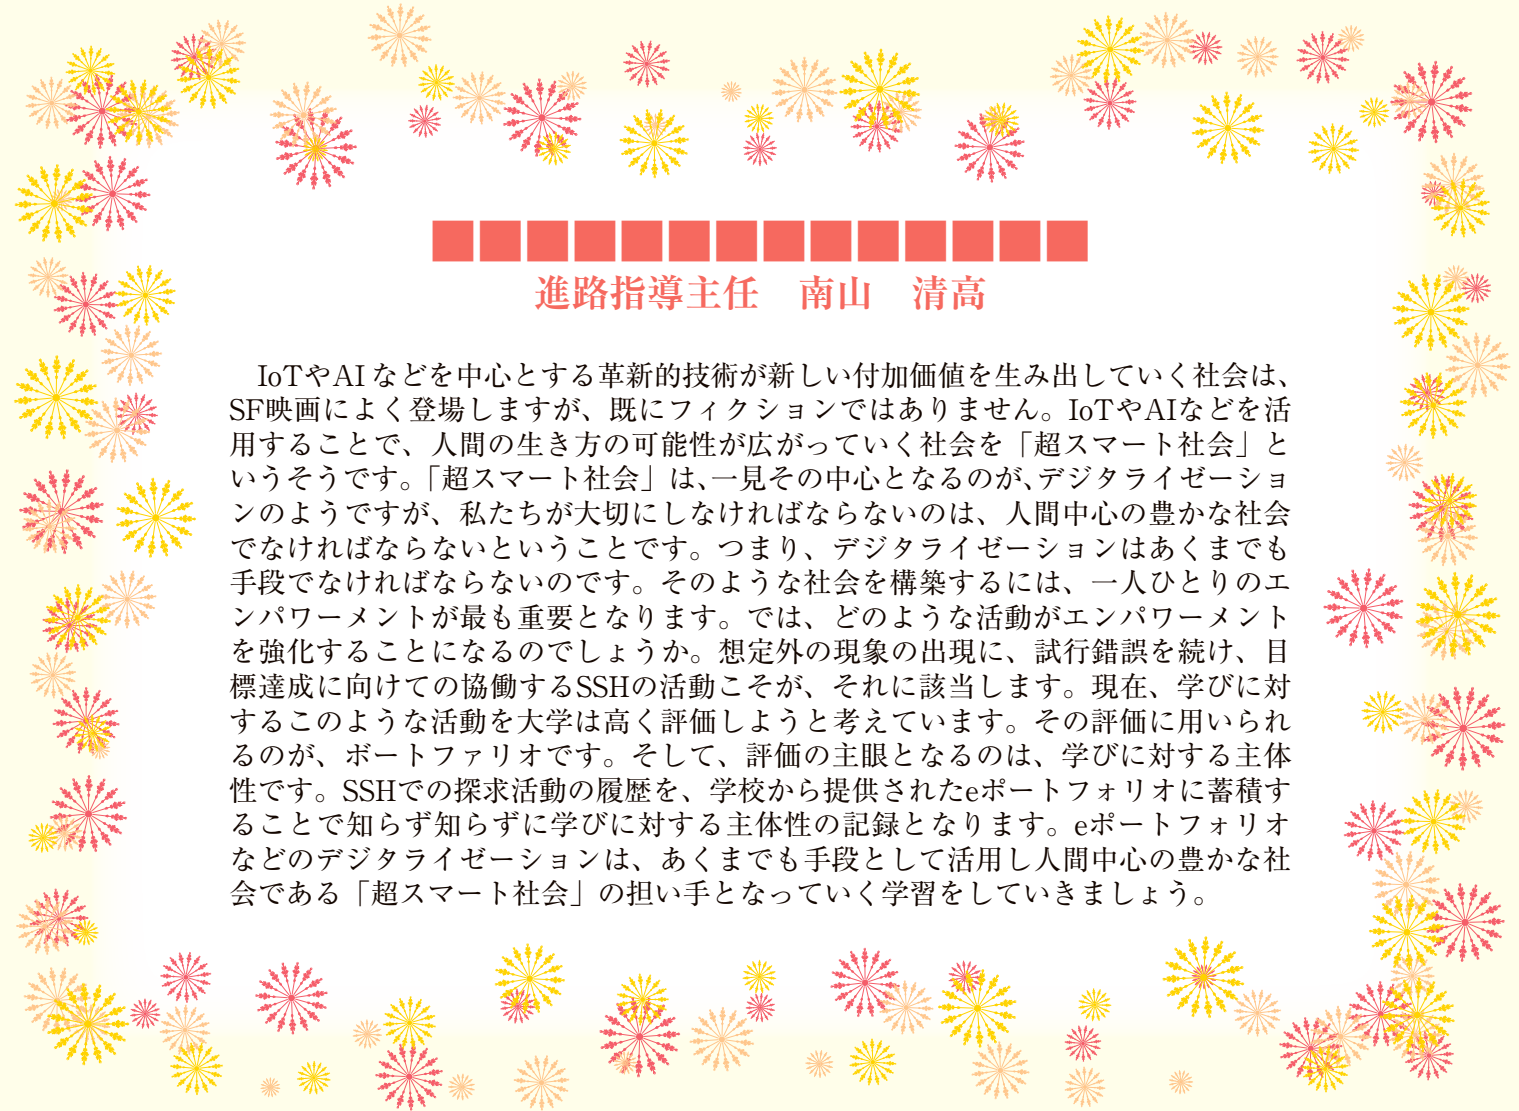 進路指導主任　南山　清高
IoTやAIなどを中心とする革新的技術が新しい付加価値を生み出していく社会は、
SF映画によく登場しますが、既にフィクションではありません。IoTやAIなどを活
用することで、人間の生き方の可能性が広がっていく社会を「超スマート社会」と
いうそうです。「超スマート社会」は、一見その中心となるのが、デジタライゼーショ
ンのようですが、私たちが大切にしなければならないのは、人間中心の豊かな社会
でなければならないということです。つまり、デジタライゼーションはあくまでも
手段でなければならないのです。そのような社会を構築するには、一人ひとりのエ
ンパワーメントが最も重要となります。では、どのような活動がエンパワーメント
を強化することになるのでしょうか。想定外の現象の出現に、試行錯誤を続け、目
標達成に向けての協働するSSHの活動こそが、それに該当します。現在、学びに対
するこのような活動を大学は高く評価しようと考えています。その評価に用いられ
るのが、ボートファリオです。そして、評価の主眼となるのは、学びに対する主体
性です。SSHでの探求活動の履歴を、学校から提供されたeポートフォリオに蓄積す
ることで知らず知らずに学びに対する主体性の記録となります。eポートフォリオ
などのデジタライゼーションは、あくまでも手段として活用し人間中心の豊かな社
会である「超スマート社会」の担い手となっていく学習をしていきましょう。